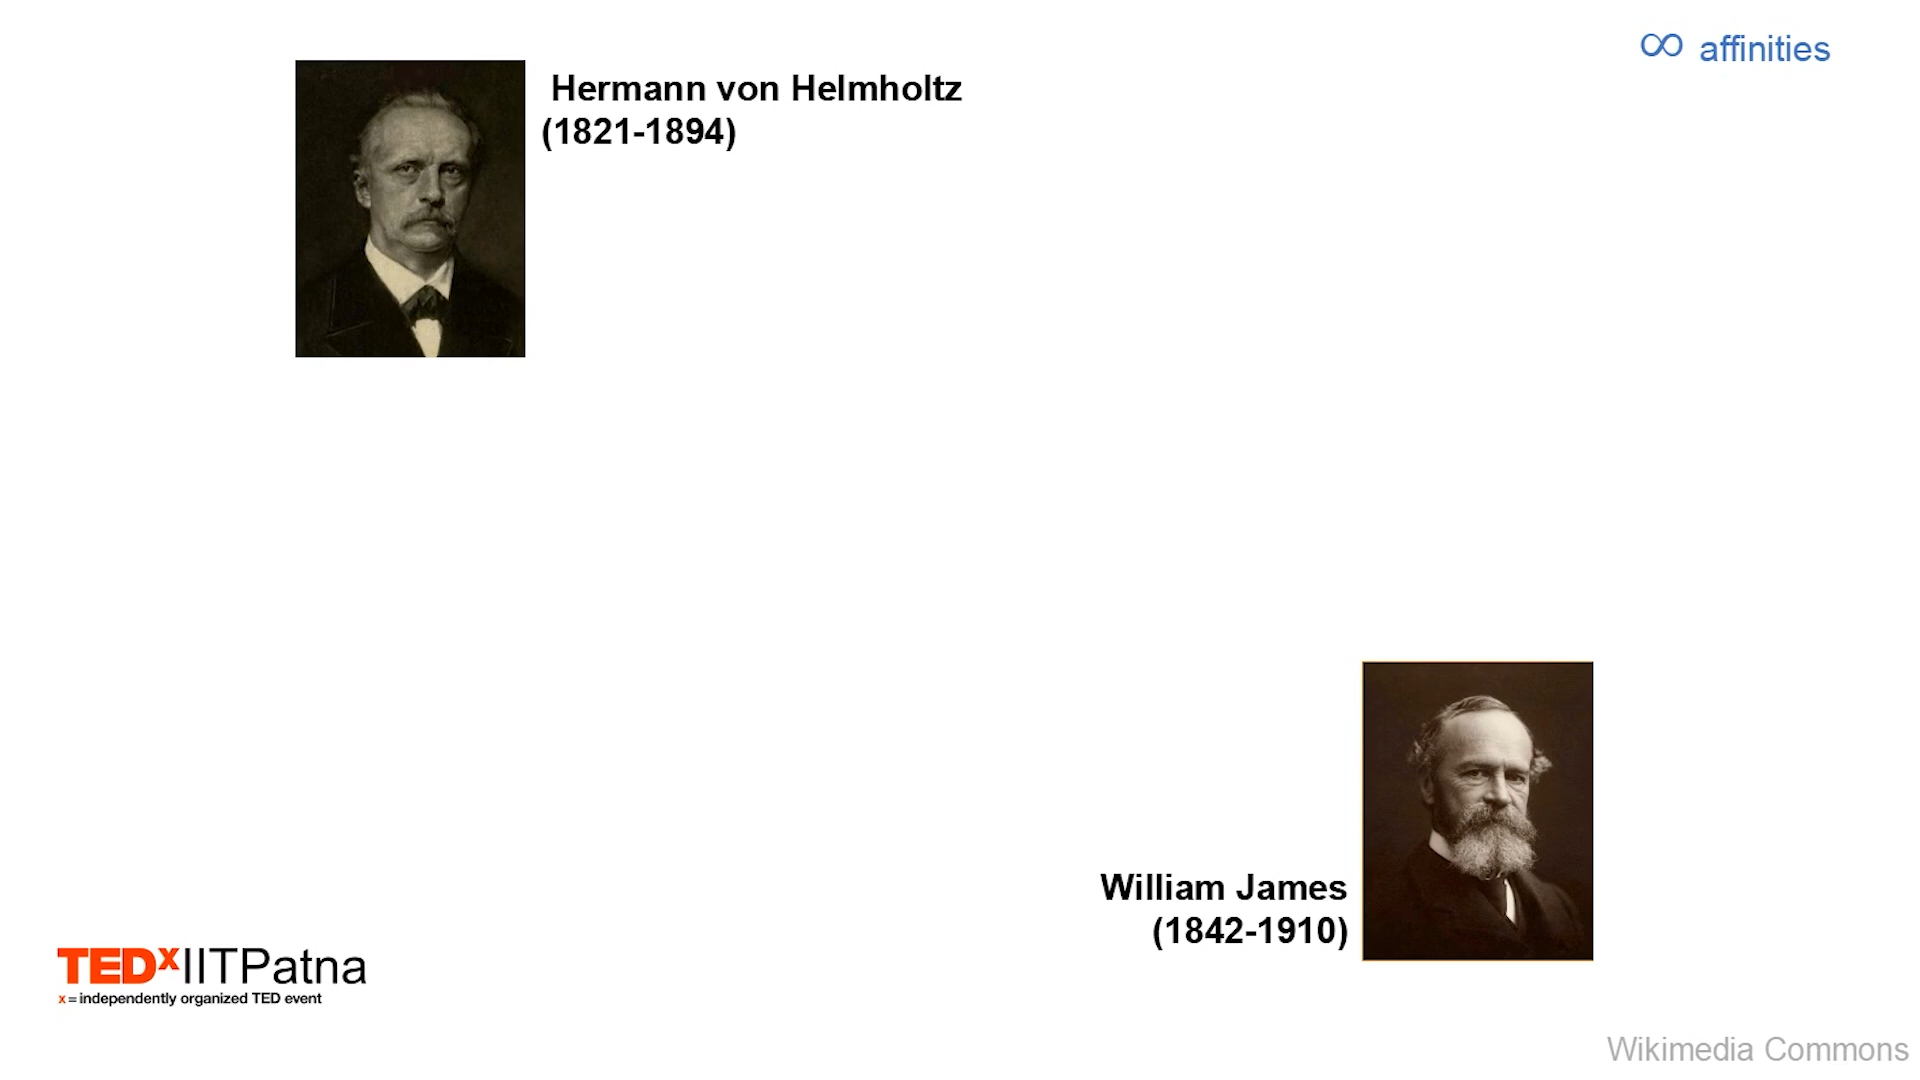 ∞ affinities
Hermann von Helmholtz
(1821-1894)
William James
(1842-1910)
TEDxIITPatna
x = independently organized TED event
Wikimedia Commons